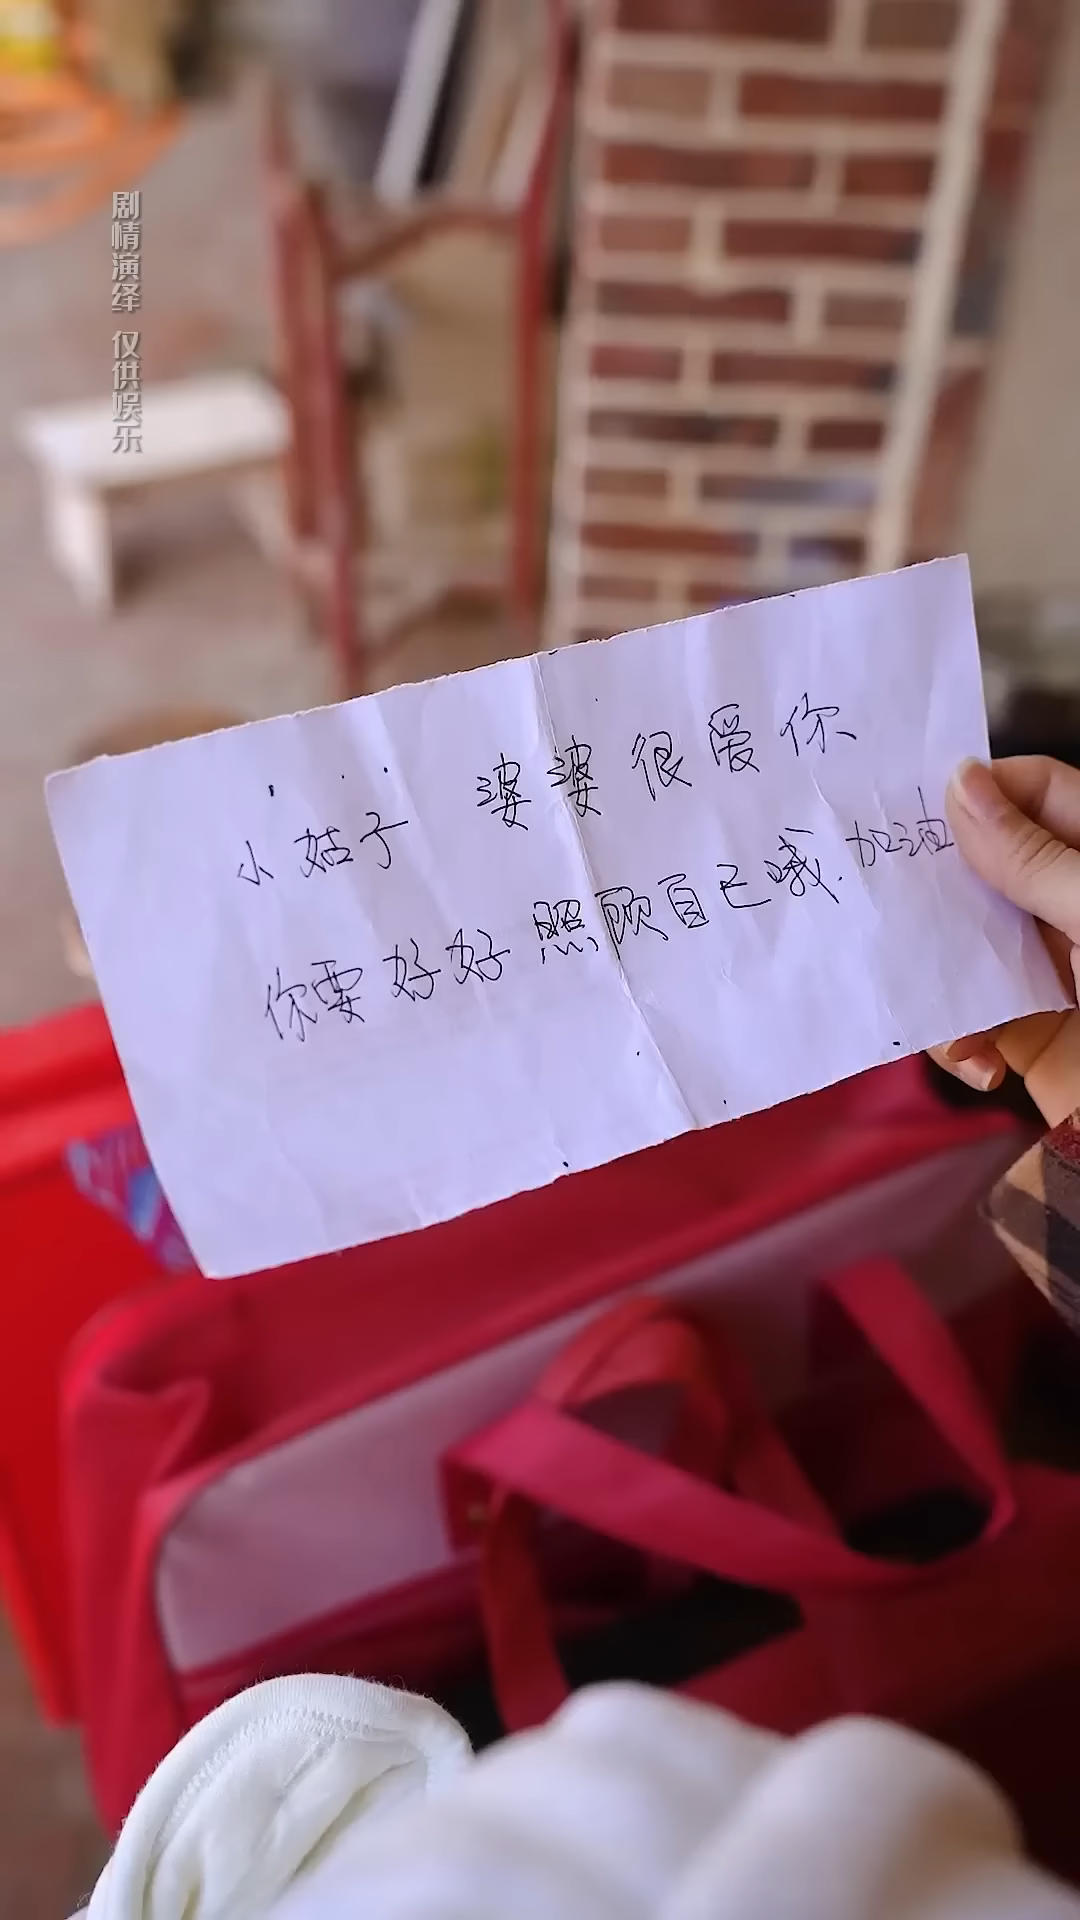 剧情演绎 仅供娱乐
小姑子 婆婆很爱你
你要好好照顾自己哦.加油